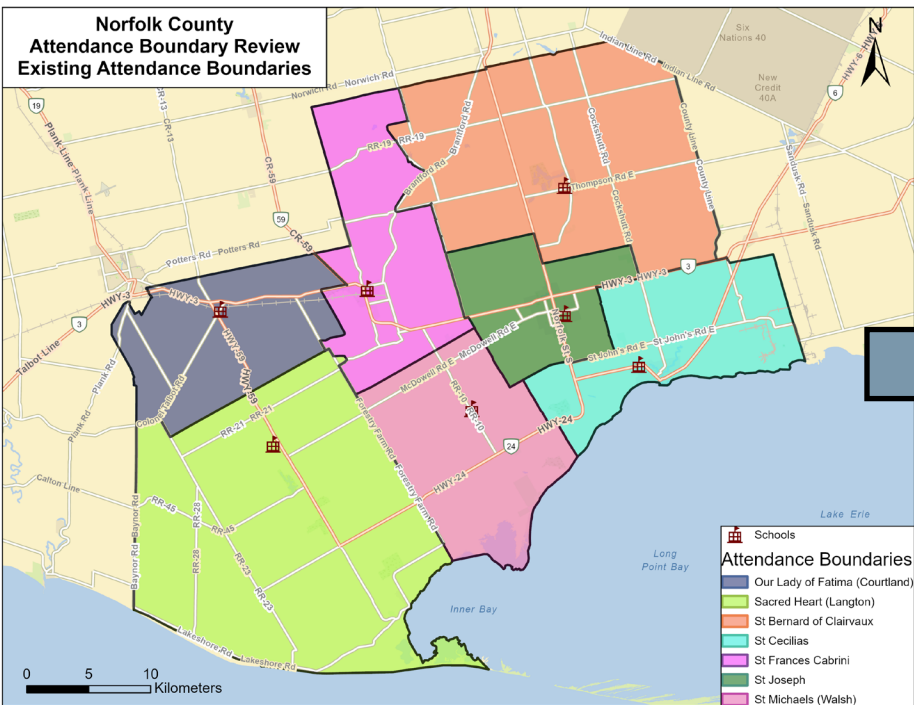 Norfolk County
Attendance Boundary Review
Existing Attendance Boundaries
N
Six
Nations 40
New
Credit
40A
HWY-6
6
Indian Line Rd
Indian Line Rd
Norwich Rd
Norwich Rd
19
CR-13
CR-13
Plank Line
Plank Line
CR-59
59
CR-59
RR-19
RR-19
Brantford Rd
Brantford Rd
Cockshutt Rd
Cockshutt Rd
County Line
County Line
Thompson Rd E
Sandusk Rd
Sandusk Rd
Potters Rd
Potters Rd
HWY-3
HWY-3
3
HWY-3
HWY-3
3
Talbot Line
Plank Rd
Plank Rd
HWY-59
HWY-59
Colonel Talbot Rd
Norfolk St S
McDowell Rd E
McDowell Rd E
St John's Rd E
St John's Rd E
RR-10
RR-10
RR-21
RR-21
Forestry Farm Rd
Forestry Farm Rd
HWY-24
24
HWY-24
Calton Line
Baynor Rd
Baynor Rd
RR-45
RR-45
RR-28
RR-28
RR-23
RR-23
Lakeshore Rd
Lakeshore Rd
Lake Erie
Long
Point Bay
Inner Bay
Schools
Attendance Boundaries
Our Lady of Fatima (Courtland)
Sacred Heart (Langton)
St Bernard of Clairvaux
St Cecilias
St Frances Cabrini
St Joseph
St Michaels (Walsh)
0 5 10
Kilometers